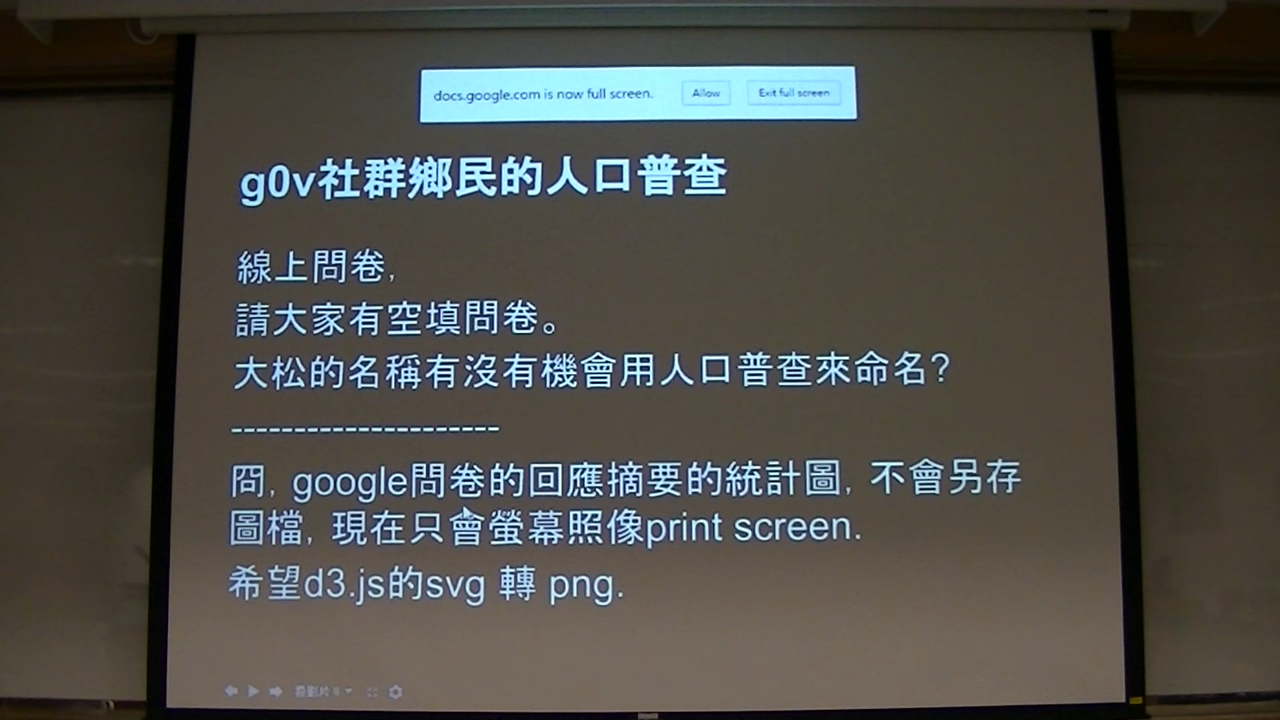 docs.google.com is now full screen. Allow Exit full screen
g0v社群鄉民的人口普查
線上問卷,
請大家有空填問卷。
大松的名稱有沒有機會用人口普查來命名?
---------------------
冏, google問卷的回應摘要的統計圖, 不會另存
圖檔, 現在只會螢幕照像print screen.
希望d3.js的svg 轉 png.
投影片 6